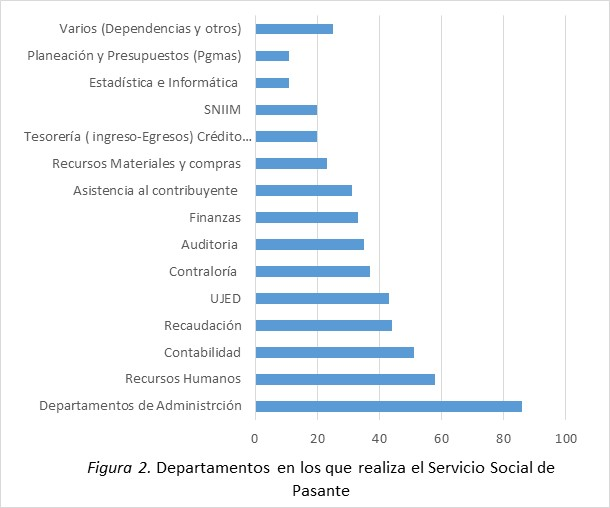 Varios (Dependencias y otros)
Planeación y Presupuestos (Pgmas)
Estadística e Informática
SNIIM
Tesorería ( ingreso-Egresos) Crédito...
Recursos Materiales y compras
Asistencia al contribuyente
Finanzas
Auditoria
Contraloría
UJED
Recaudación
Contabilidad
Recursos Humanos
Departamentos de Administrción
0 20 40 60 80 100
Figura 2. Departamentos en los que realiza el Servicio Social de
Pasante